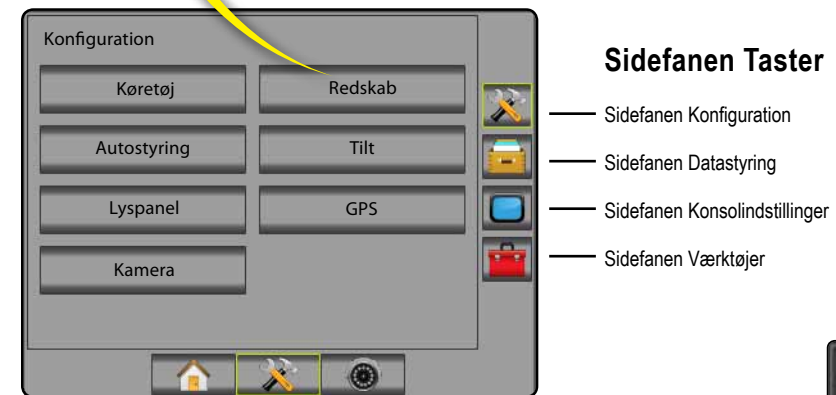 Konfiguration
Køretøj
Redskab
Autostyring
Tilt
Lyspanel
GPS
Kamera
Sidefanen Taster
Sidefanen Konfiguration
Sidefanen Datastyring
Sidefanen Konsolindstillinger
Sidefanen Værktøjer